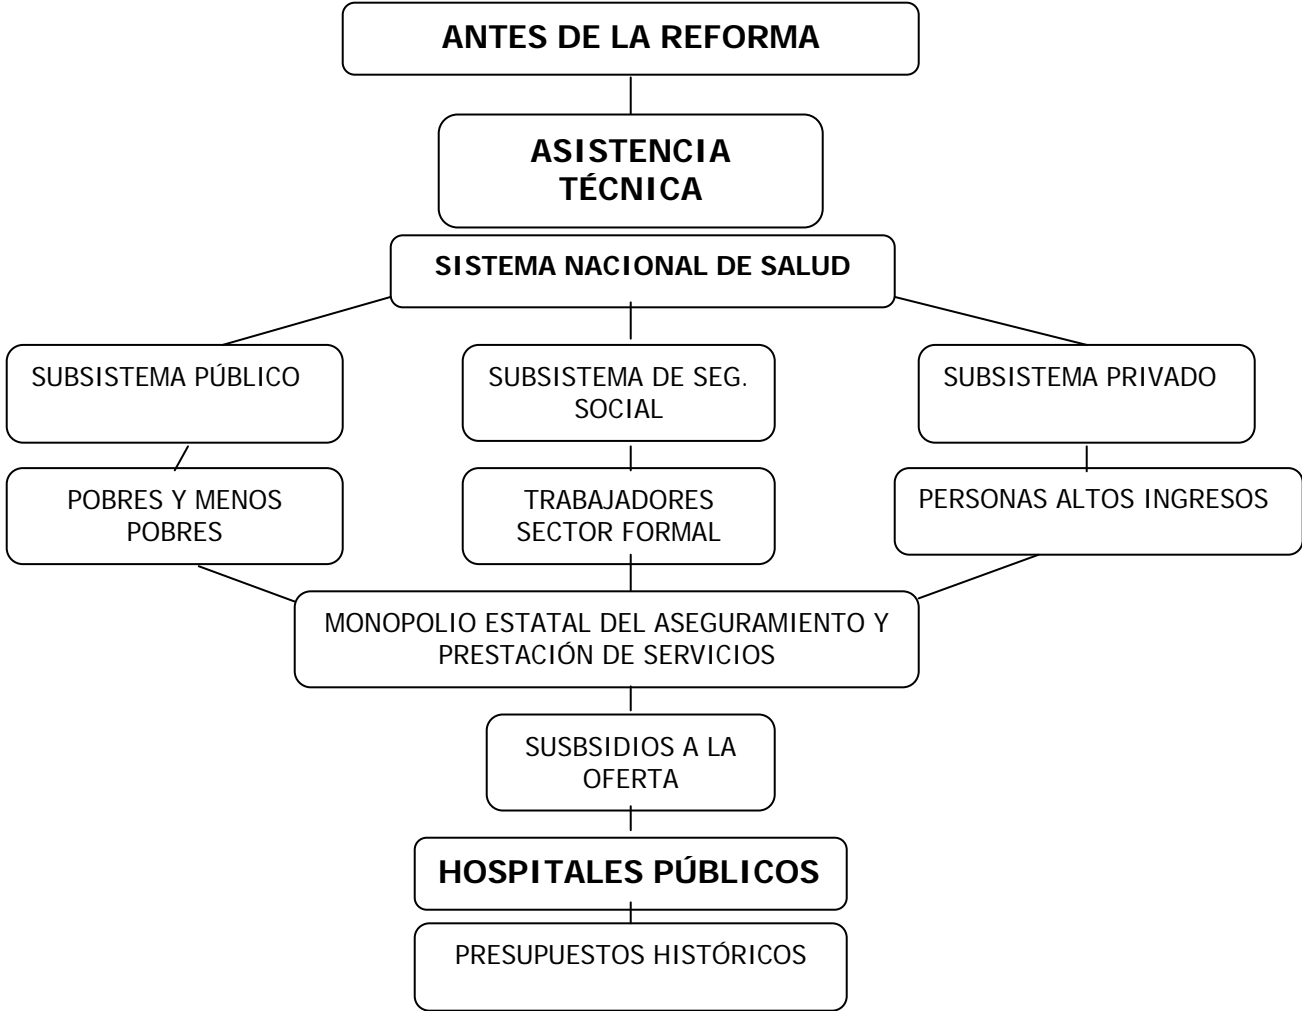 ANTES DE LA REFORMA
ASISTENCIA
TÉCNICA
SISTEMA NACIONAL DE SALUD
SUBSISTEMA PÚBLICO
SUBSISTEMA DE SEG.
SOCIAL
SUBSISTEMA PRIVADO
POBRES Y MENOS
POBRES
TRABAJADORES
SECTOR FORMAL
PERSONAS ALTOS INGRESOS
MONOPOLIO ESTATAL DEL ASEGURAMIENTO Y
PRESTACIÓN DE SERVICIOS
SUSBSIDIOS A LA
OFERTA
HOSPITALES PÚBLICOS
PRESUPUESTOS HISTÓRICOS